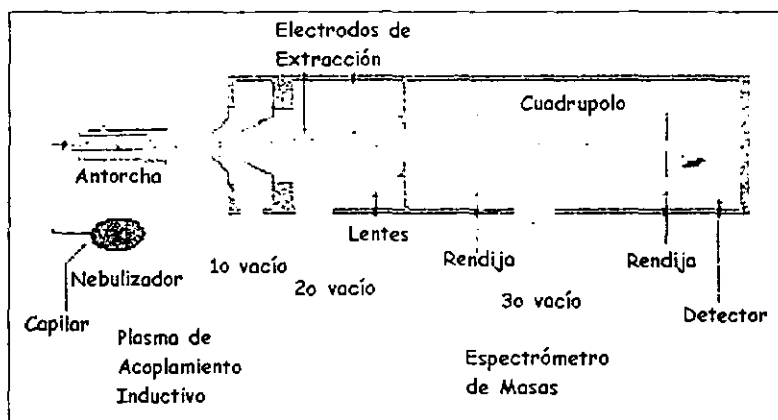 Electrodos de
Extracción
Cuadrupolo
Antorcha
Lentes
Nebulizador
1o vacío
2o vacío
Rendija
3o vacío
Rendija
Capilar
Detector
Plasma de
Acoplamiento
Inductivo
Espectrómetro
de Masas